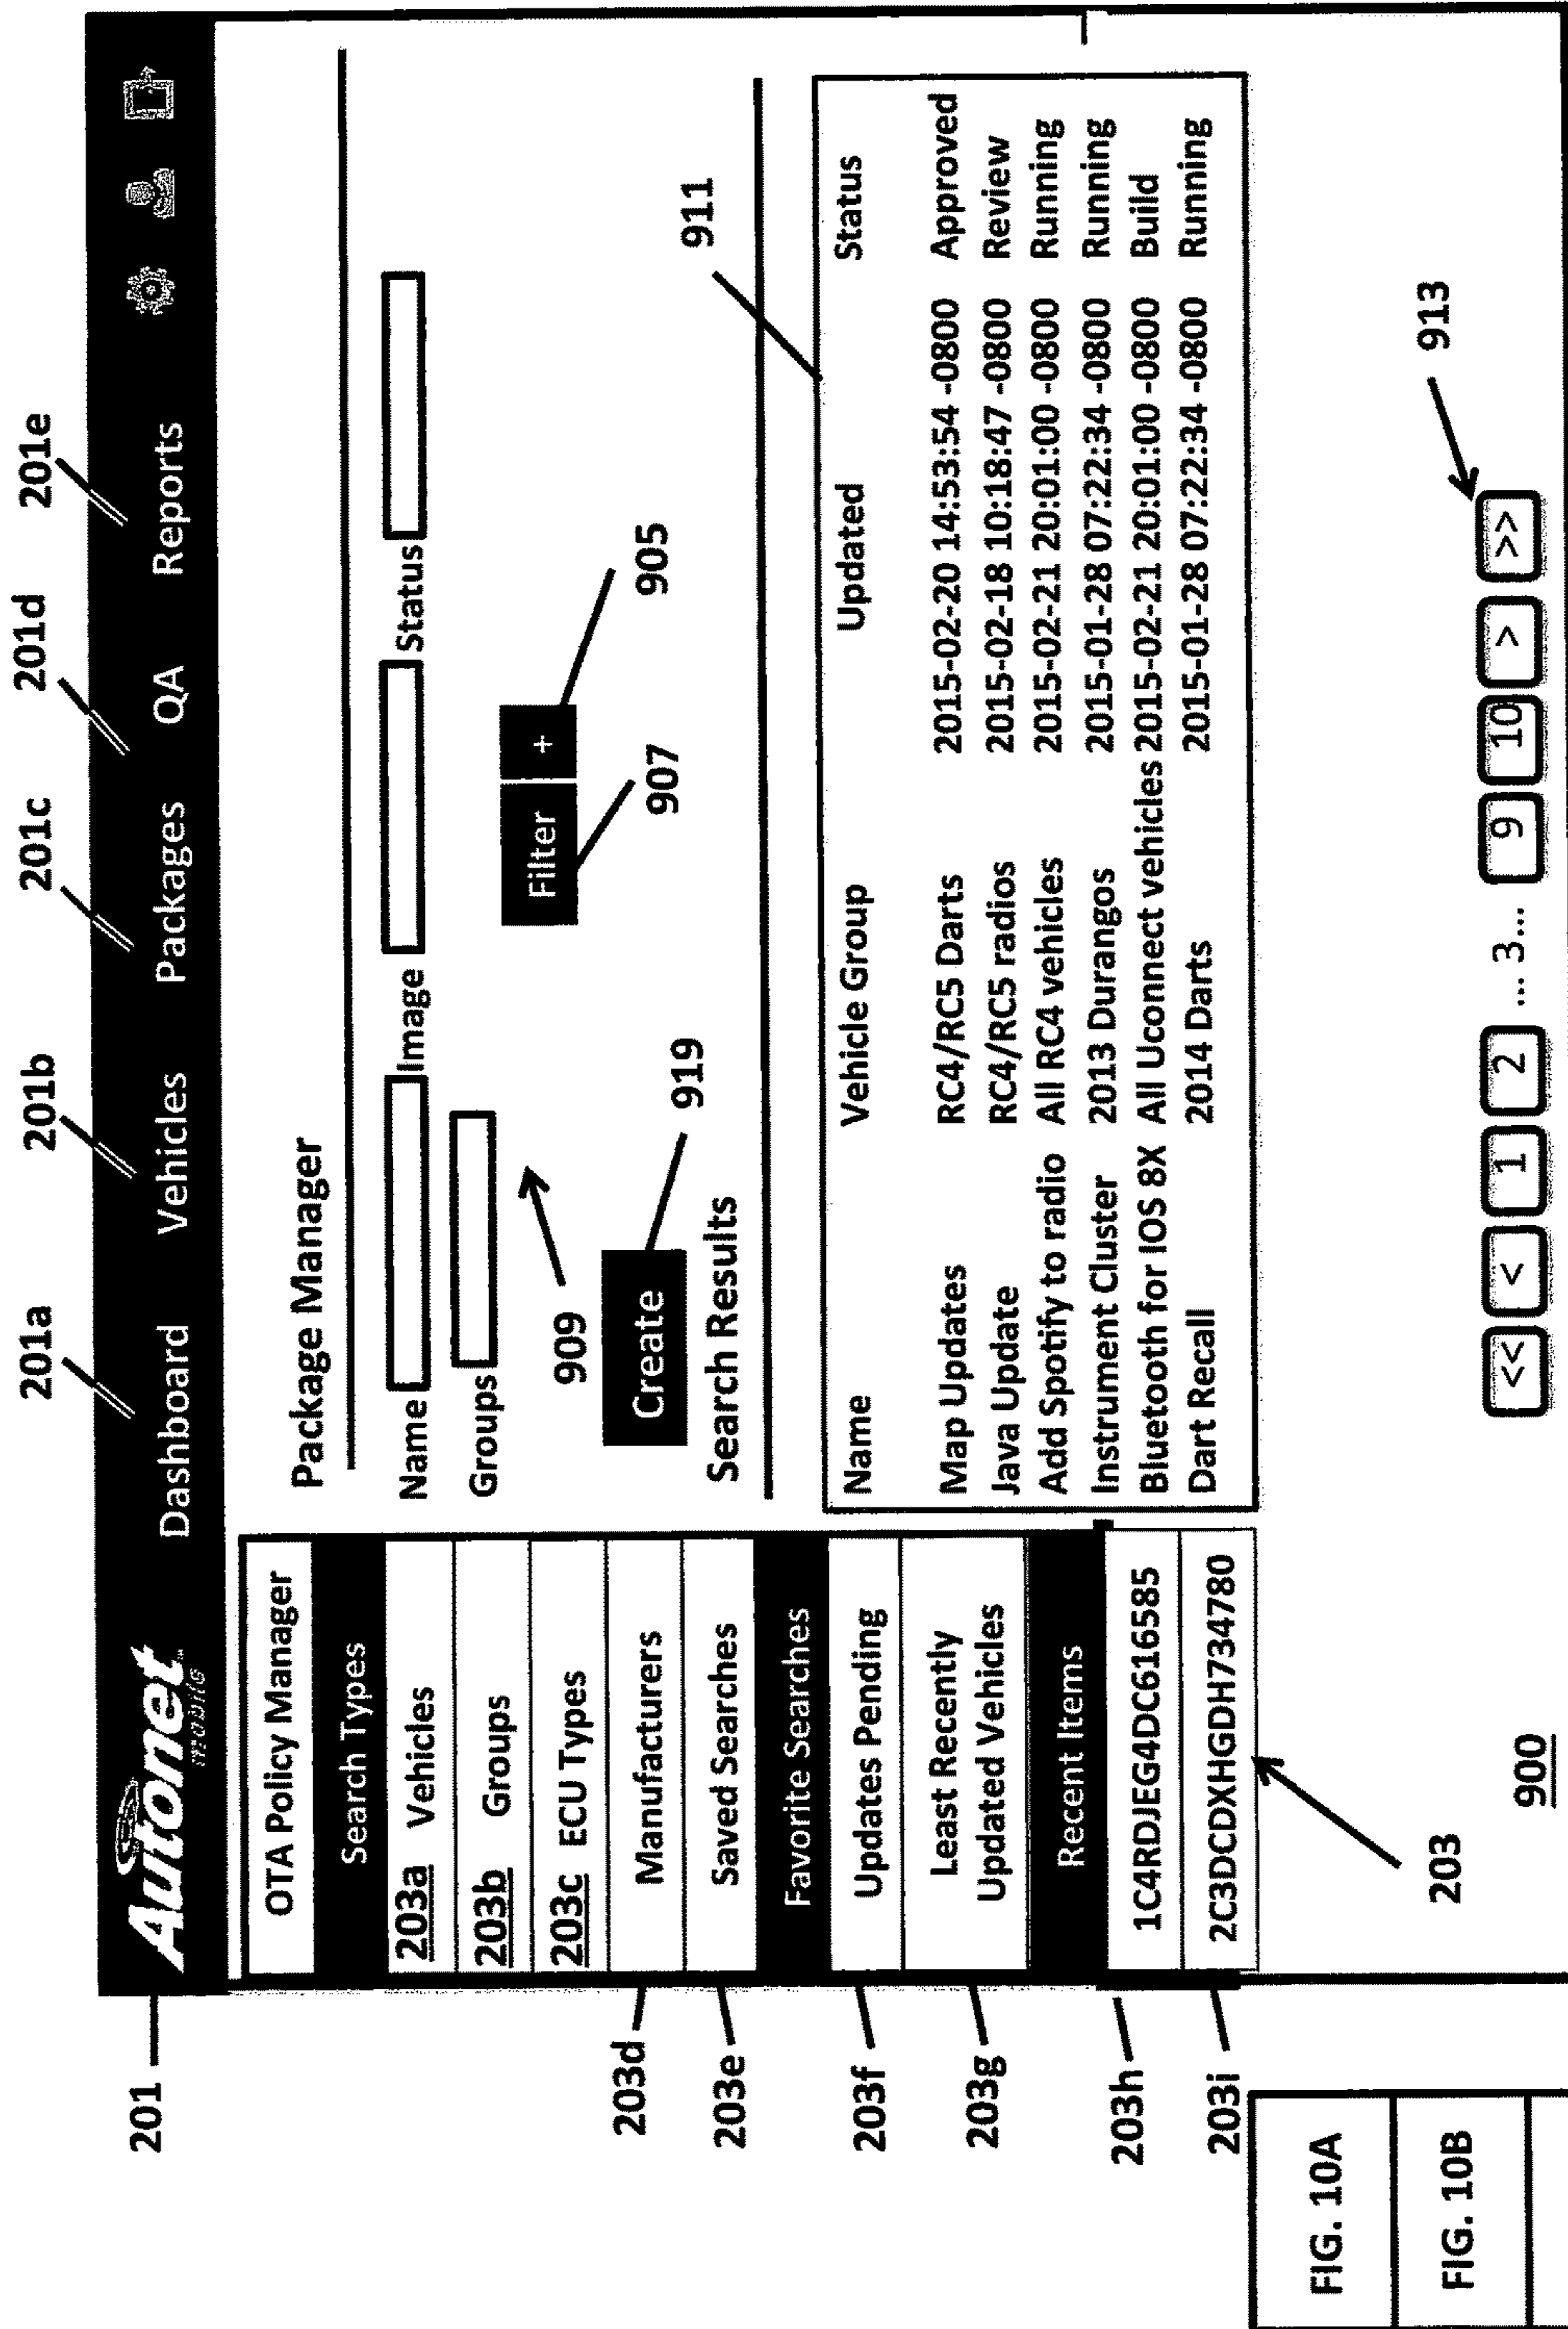 201a 201b 201c 201d 201e
201
Autonet
Dashboard Vehicles Packages QA Reports
OTA Policy Manager
Search Types
203a Vehicles
203b Groups
203c ECU Types
203d
Manufacturers
203e
Saved Searches
Favorite Searches
203f
Updates Pending
203g
Least Recently
Updated Vehicles
Recent Items
203h
1C4RDJEG4DC616585
203i
2C3DCDXHGDH734780
203
Package Manager
Name Image Status
Groups
909
Filter +
907 905
Create
919
Search Results
911
Name Vehicle Group Updated Status
Map Updates RC4/RC5 Darts 2015-02-20 14:53:54 -0800 Approved
Java Update RC4/RC5 radios 2015-02-18 10:18:47 -0800 Review
Add Spotify to radio All RC4 vehicles 2015-02-21 20:01:00 -0800 Running
Instrument Cluster 2013 Durangos 2015-01-28 07:22:34 -0800 Running
Bluetooth for IOS 8X All Uconnect vehicles 2015-02-21 20:01:00 -0800 Build
Dart Recall 2014 Darts 2015-01-28 07:22:34 -0800 Running
913
<< < 1 2 ... 3... 9 10 > >>
900
FIG. 10A
FIG. 10B